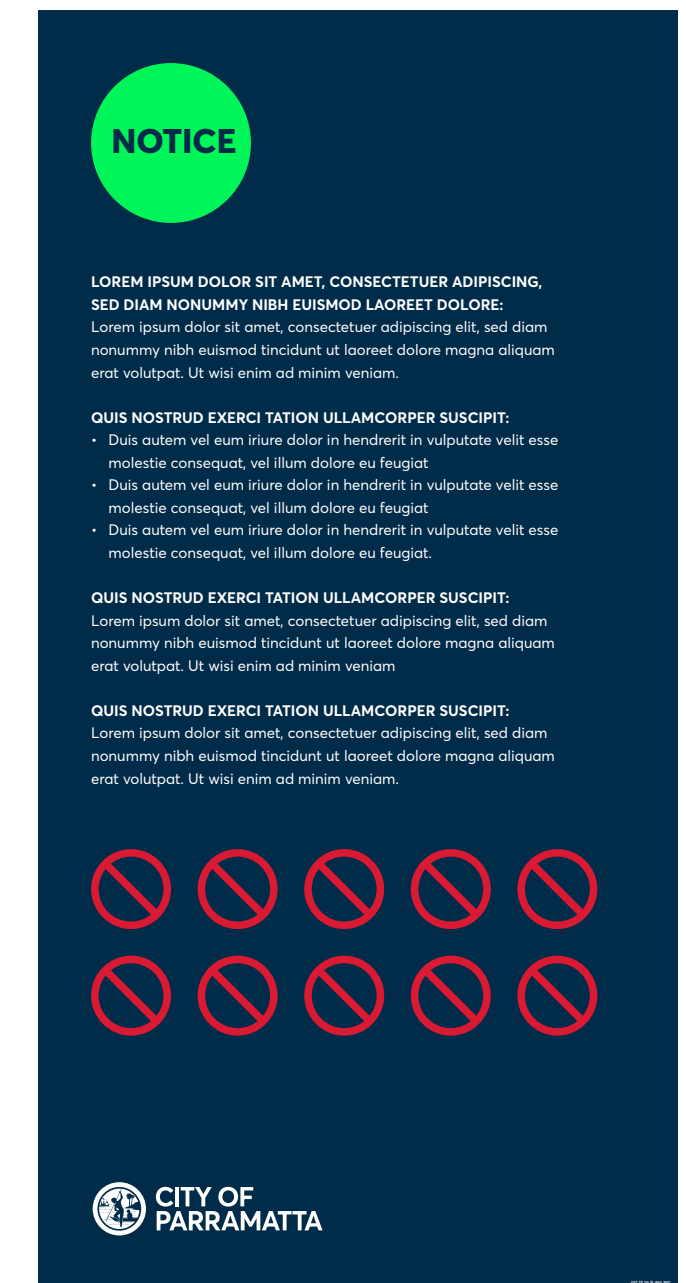 NOTICE
LOREM IPSUM DOLOR SIT AMET, CONSECTETUER ADIPISCING,
SED DIAM NONUMMY NIBH EUISMOD LAOREET DOLORE:
Lorem ipsum dolor sit amet, consectetuer adipiscing elit, sed diam
nonummy nibh euismod tincidunt ut laoreet dolore magna aliquam
erat volutpat. Ut wisi enim ad minim veniam.
QUIS NOSTRUD EXERCI TATION ULLAMCORPER SUSCIPIT:
• Duis autem vel eum iriure dolor in hendrerit in vulputate velit esse
molestie consequat, vel illum dolore eu feugiat
• Duis autem vel eum iriure dolor in hendrerit in vulputate velit esse
molestie consequat, vel illum dolore eu feugiat
• Duis autem vel eum iriure dolor in hendrerit in vulputate velit esse
molestie consequat, vel illum dolore eu feugiat.
QUIS NOSTRUD EXERCI TATION ULLAMCORPER SUSCIPIT:
Lorem ipsum dolor sit amet, consectetuer adipiscing elit, sed diam
nonummy nibh euismod tincidunt ut laoreet dolore magna aliquam
erat volutpat. Ut wisi enim ad minim veniam
QUIS NOSTRUD EXERCI TATION ULLAMCORPER SUSCIPIT:
Lorem ipsum dolor sit amet, consectetuer adipiscing elit, sed diam
nonummy nibh euismod tincidunt ut laoreet dolore magna aliquam
erat volutpat. Ut wisi enim ad minim veniam.
CITY OF
PARRAMATTA